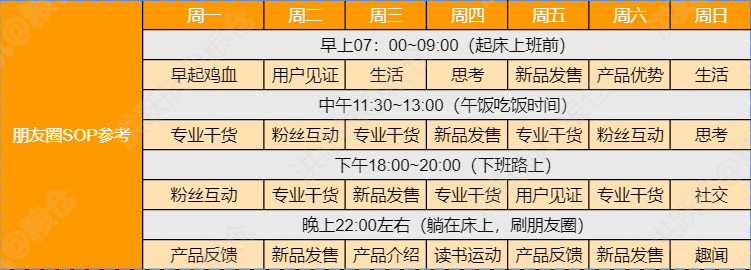 周一 周二 周三 周四 周五 周六 周日
早上07：00~09:00（起床上班前）
早起鸡血 用户见证 生活 思考 新品发售 产品优势 生活
中午11:30~13:00（午饭吃饭时间）
朋友圈SOP参考 专业干货 粉丝互动 专业干货 新品发售 专业干货 粉丝互动 思考
下午18:00~20:00（下班路上）
粉丝互动 专业干货 新品发售 专业干货 用户见证 专业干货 社交
晚上22:00左右（躺在床上，刷朋友圈）
产品反馈 新品发售 产品介绍 读书运动 产品反馈 新品发售 趣闻